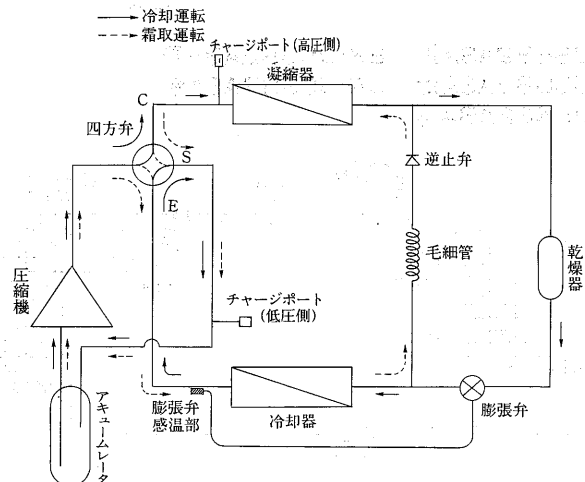 冷却運転
霜取運転
チャージポート(高圧側)
凝縮器
C
四方弁
S
E
逆止弁
毛細管
乾燥器
圧縮機
チャージポート
(低圧側)
アキュームレータ
膨張弁
感温部
冷却器
膨張弁